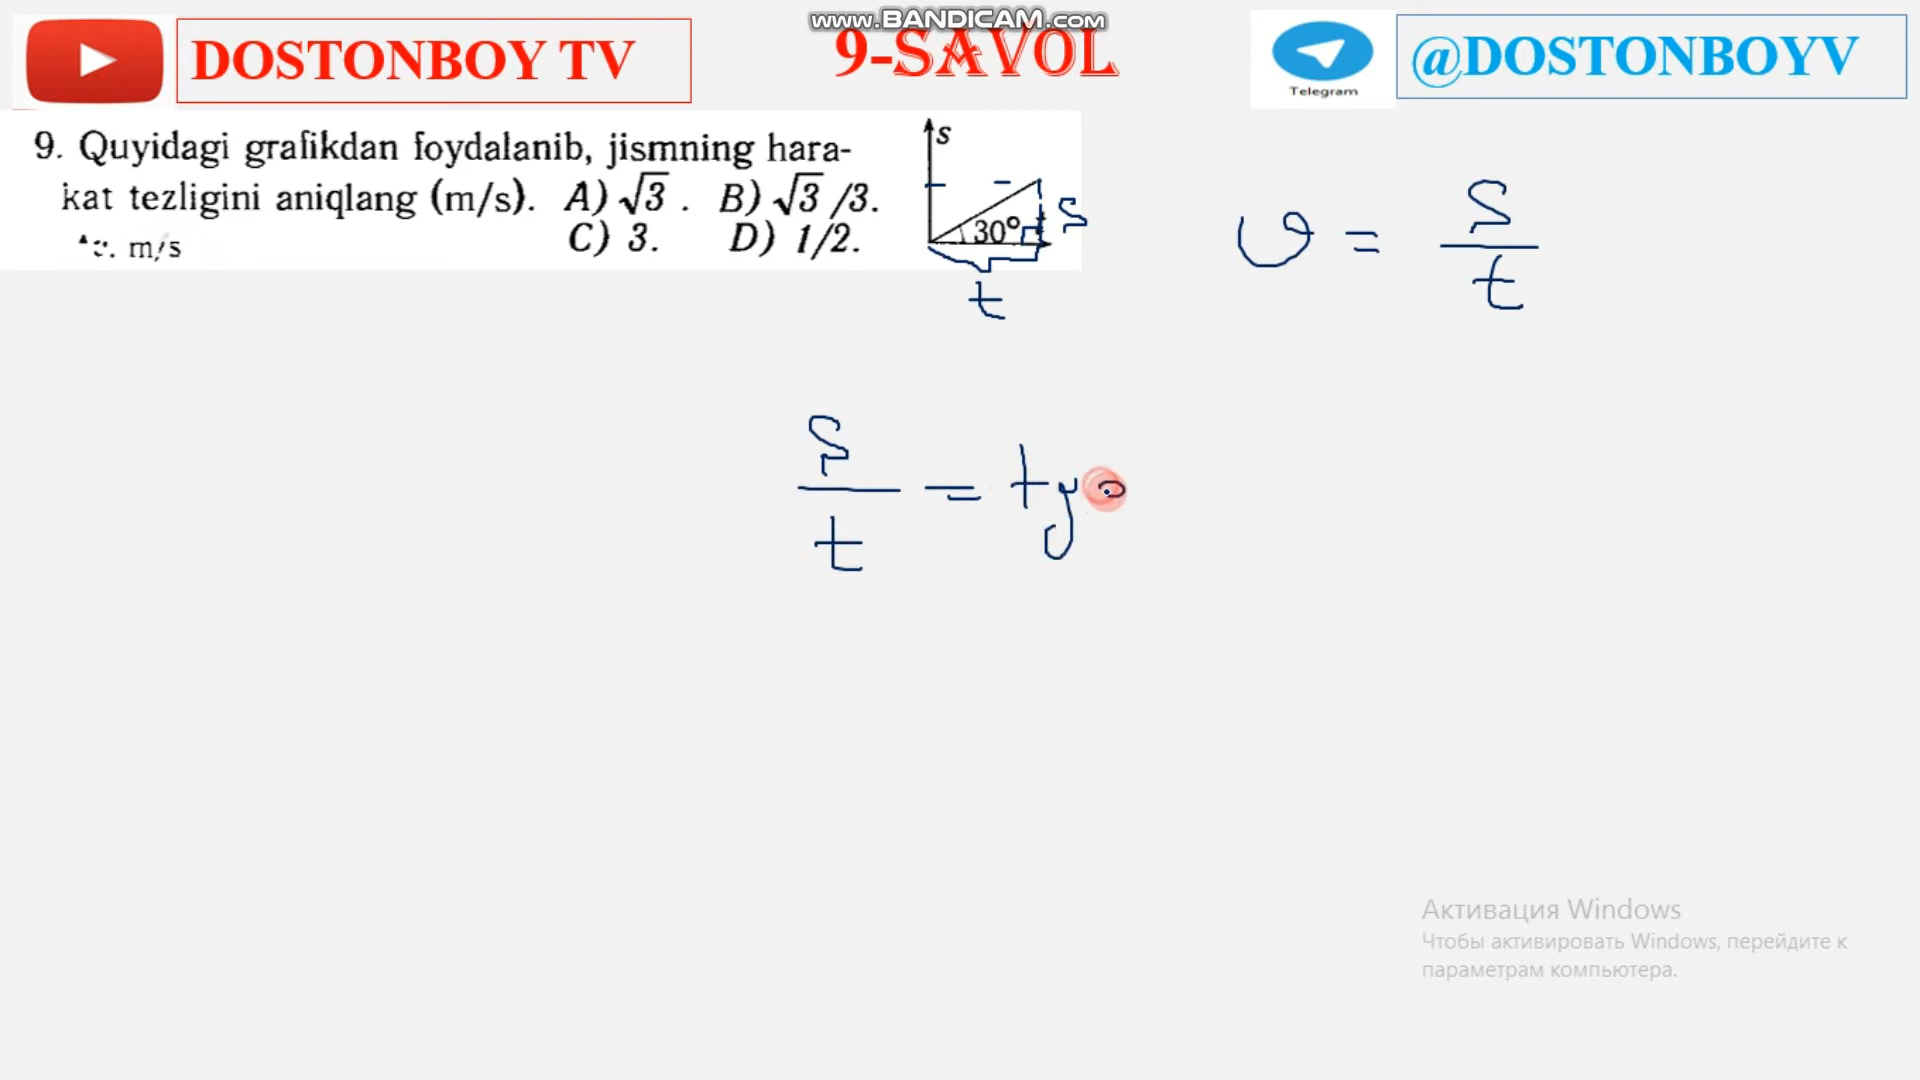 www.BANDICAM.com
DOSTONBOY TV
9-SAVOL
Telegram
@DOSTONBOYV
9. Quyidagi grafikdan foydalanib, jismning hara-
kat tezligini aniqlang (m/s). A) √3 . B) √3 /3.
m/s C) 3. D) 1/2.
s
30°
S
t
υ = S/t
S/t = tg
Активация Windows
Чтобы активировать Windows, перейдите к
параметрам компьютера.